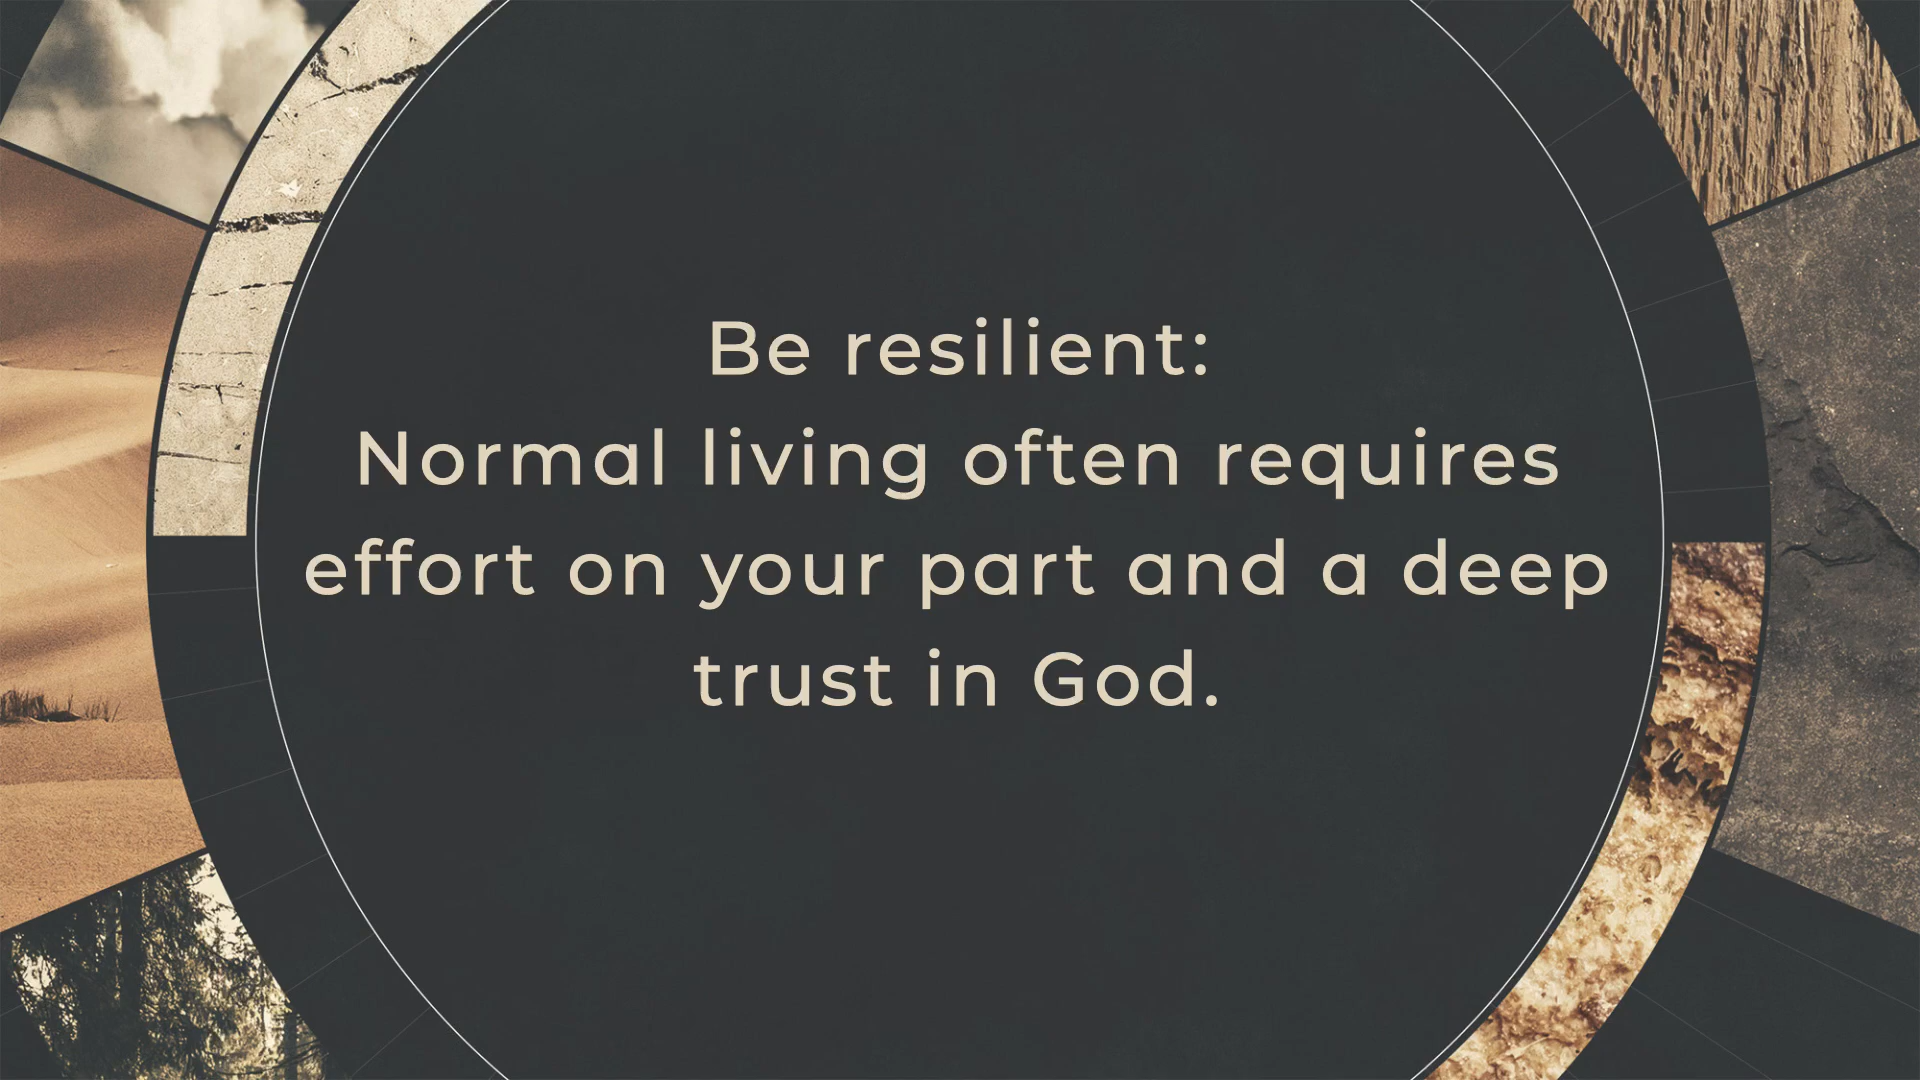 Be resilient:
Normal living often requires
effort on your part and a deep
trust in God.